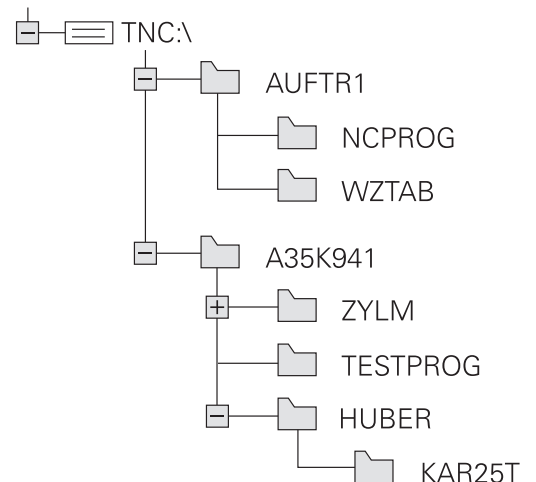 TNC:\
AUFTR1
NCPROG
WZTAB
A35K941
ZYLM
TESTPROG
HUBER
KAR25T